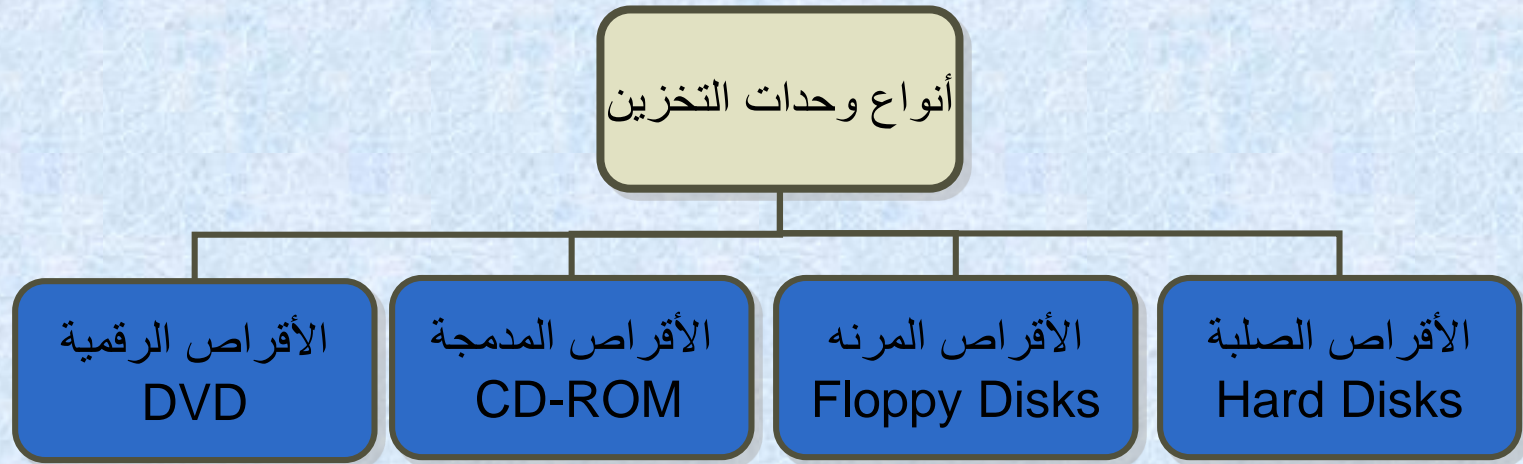 أنواع وحدات التخزين
الأقراص الصلبة
Hard Disks
الأقراص المرنه
Floppy Disks
الأقراص المدمجة
CD-ROM
الأقراص الرقمية
DVD